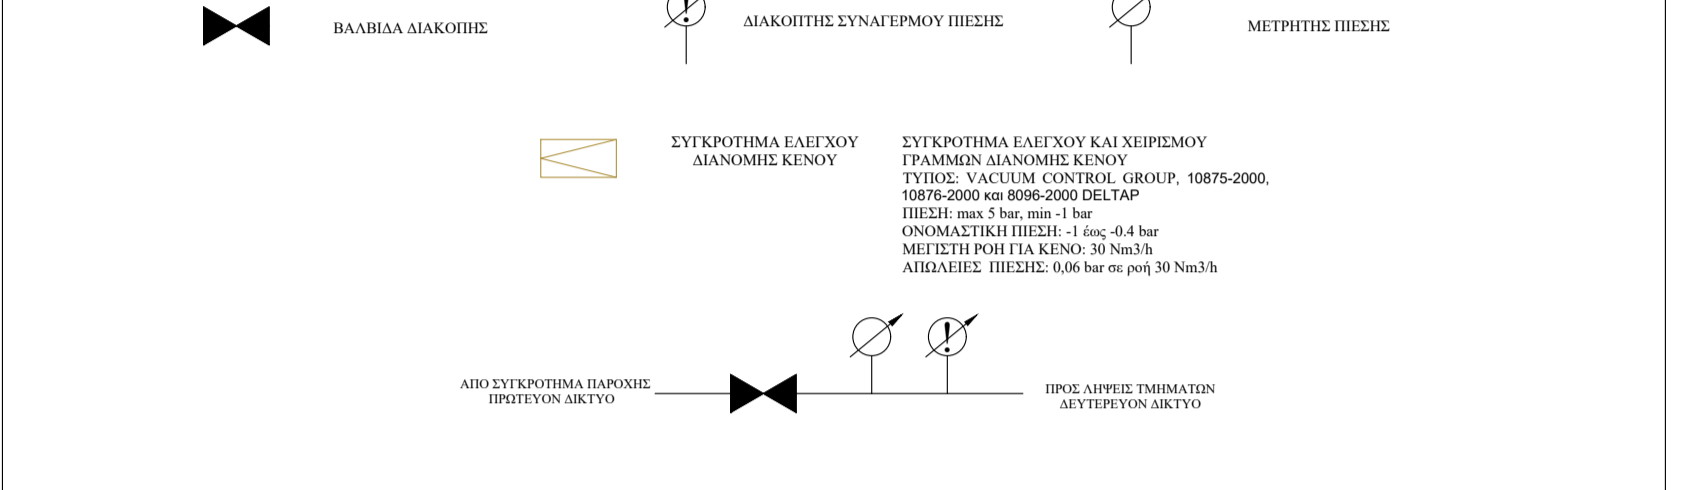 ΒΑΛΒΙΔΑ ΔΙΑΚΟΠΗΣ
ΔΙΑΚΟΠΤΗΣ ΣΥΝΑΓΕΡΜΟΥ ΠΙΕΣΗΣ
ΜΕΤΡΗΤΗΣ ΠΙΕΣΗΣ
ΣΥΓΚΡΟΤΗΜΑ ΕΛΕΓΧΟΥ
ΔΙΑΝΟΜΗΣ ΚΕΝΟΥ
ΣΥΓΚΡΟΤΗΜΑ ΕΛΕΓΧΟΥ ΚΑΙ ΧΕΙΡΙΣΜΟΥ
ΓΡΑΜΜΩΝ ΔΙΑΝΟΜΗΣ ΚΕΝΟΥ
ΤΥΠΟΣ: VACUUM CONTROL GROUP, 10875-2000,
10876-2000 και 8096-2000 DELTAP
ΠΙΕΣΗ: max 5 bar, min -1 bar
ΟΝΟΜΑΣΤΙΚΗ ΠΙΕΣΗ: -1 έως -0.4 bar
ΜΕΓΙΣΤΗ ΡΟΗ ΓΙΑ ΚΕΝΟ: 30 Nm3/h
ΑΠΩΛΕΙΕΣ ΠΙΕΣΗΣ: 0,06 bar σε ροή 30 Nm3/h
ΑΠΟ ΣΥΓΚΡΟΤΗΜΑ ΠΑΡΟΧΗΣ
ΠΡΩΤΕΥΟΝ ΔΙΚΤΥΟ
ΠΡΟΣ ΛΗΨΕΙΣ ΤΜΗΜΑΤΩΝ
ΔΕΥΤΕΡΕΥΟΝ ΔΙΚΤΥΟ